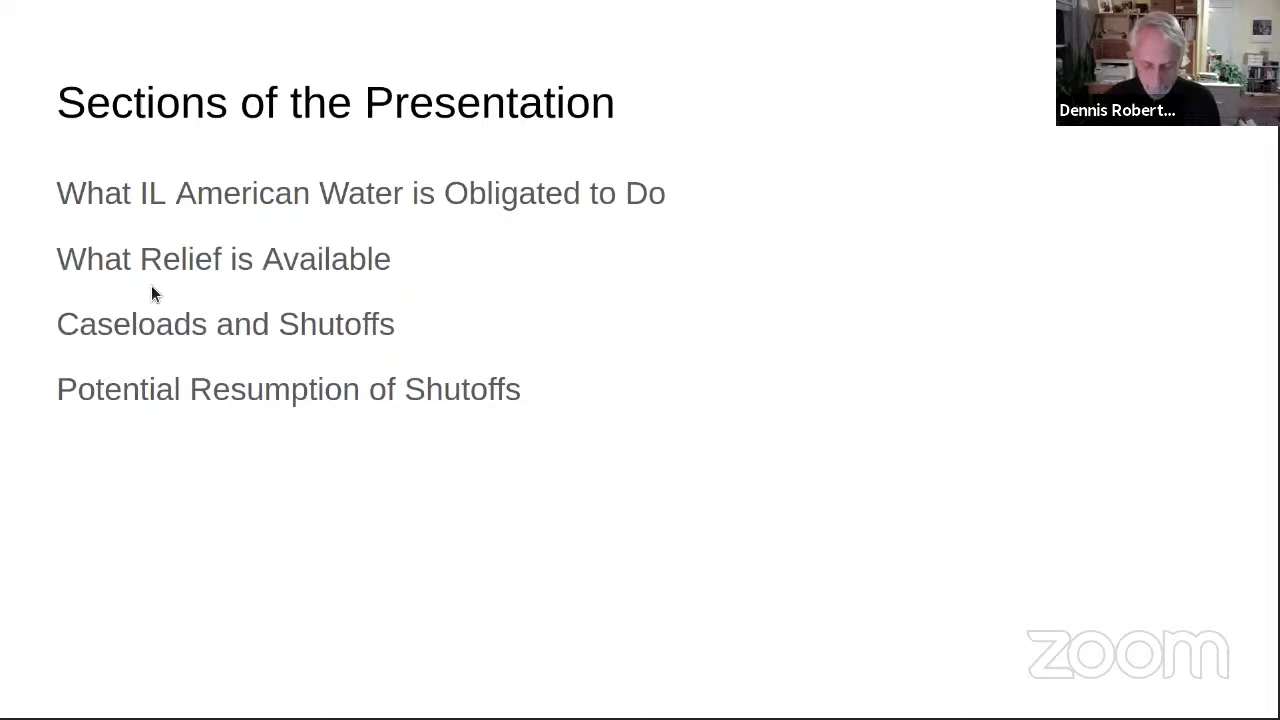 Sections of the Presentation
What IL American Water is Obligated to Do
What Relief is Available
Caseloads and Shutoffs
Potential Resumption of Shutoffs
Dennis Robert...
zoom